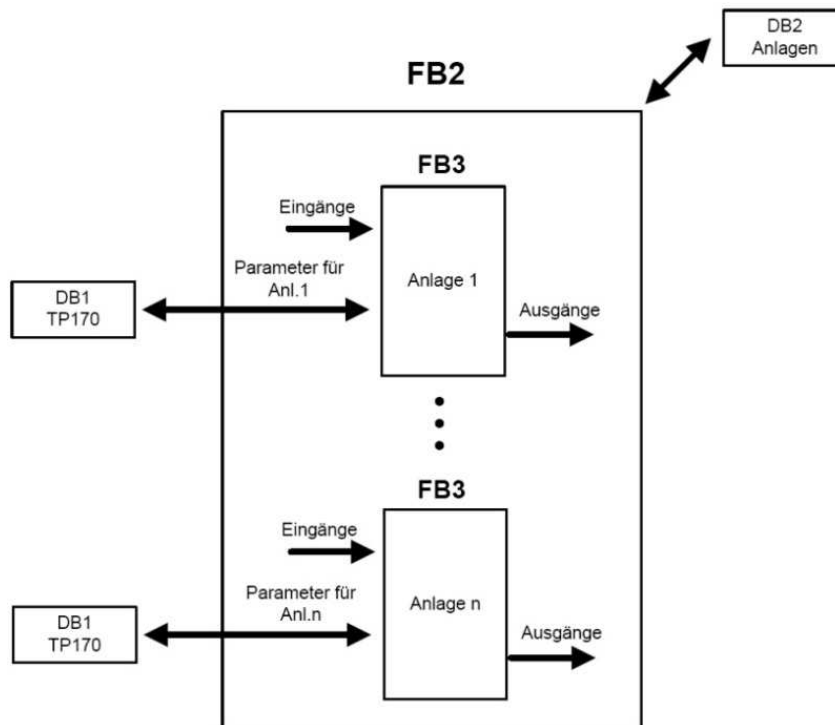 DB2
Anlagen
FB2
FB3
Eingänge
Parameter für
Anl.1
Anlage 1
DB1
TP170
Ausgänge
FB3
Eingänge
Parameter für
Anl.n
Anlage n
DB1
TP170
Ausgänge